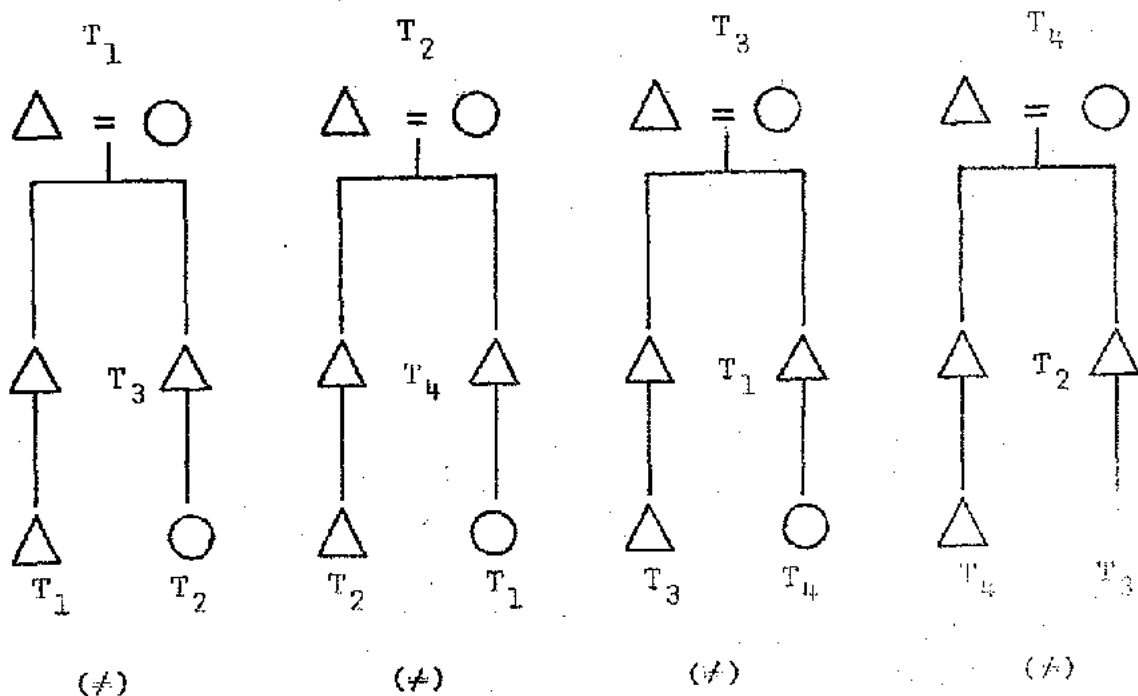 T₁ T₂ T₃ T₄
= = = =
T₃ T₄ T₁ T₂
T₁ T₂ T₂ T₁ T₃ T₄ T₄ T₃
(≠) (≠) (≠) (≠)